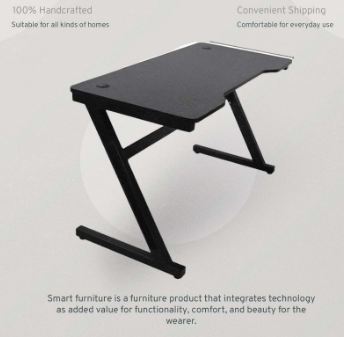 100% Handcrafted
Convenient Shipping
Suitable for all kinds of homes
Comfortable for everyday use
Smart furniture is a furniture product that integrates technology
as added value for functionality, comfort, and beauty for the
wearer.